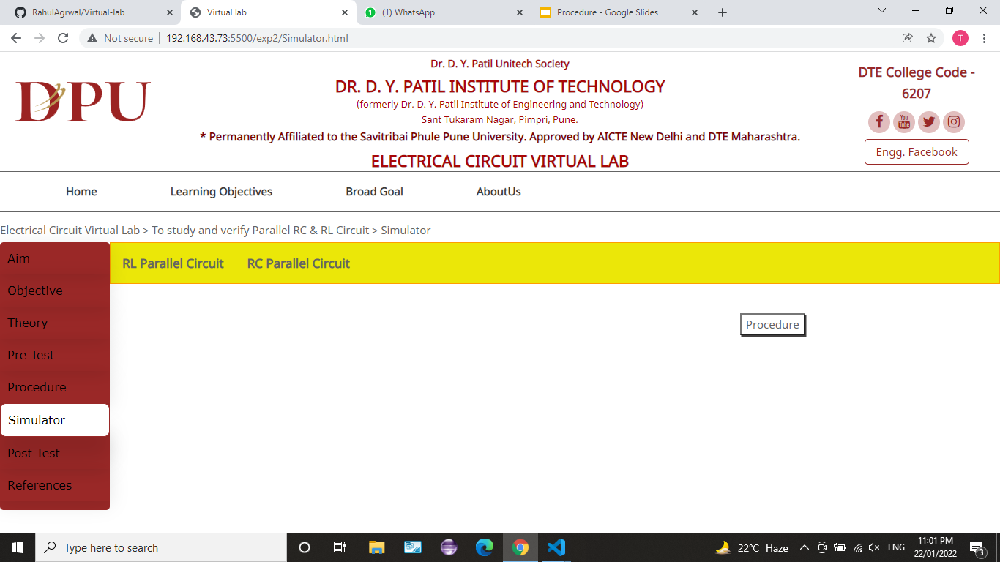 RahulAgrwal/Virtual-lab
Virtual lab
1
(1) WhatsApp
Procedure - Google Slides
Not secure
192.168.43.73:5500/exp2/Simulator.html
T
DPU
Dr. D. Y. Patil Unitech Society
DR. D. Y. PATIL INSTITUTE OF TECHNOLOGY
(formerly Dr. D. Y. Patil Institute of Engineering and Technology)
Sant Tukaram Nagar, Pimpri, Pune.
* Permanently Affiliated to the Savitribai Phule Pune University. Approved by AICTE New Delhi and DTE Maharashtra.
ELECTRICAL CIRCUIT VIRTUAL LAB
DTE College Code -
6207
You
Tube
Engg. Facebook
Home
Learning Objectives
Broad Goal
AboutUs
Electrical Circuit Virtual Lab > To study and verify Parallel RC & RL Circuit > Simulator
Aim
Objective
Theory
Pre Test
Procedure
Simulator
Post Test
References
RL Parallel Circuit
RC Parallel Circuit
Procedure
Type here to search
22°C Haze
ENG
11:01 PM
22/01/2022
3